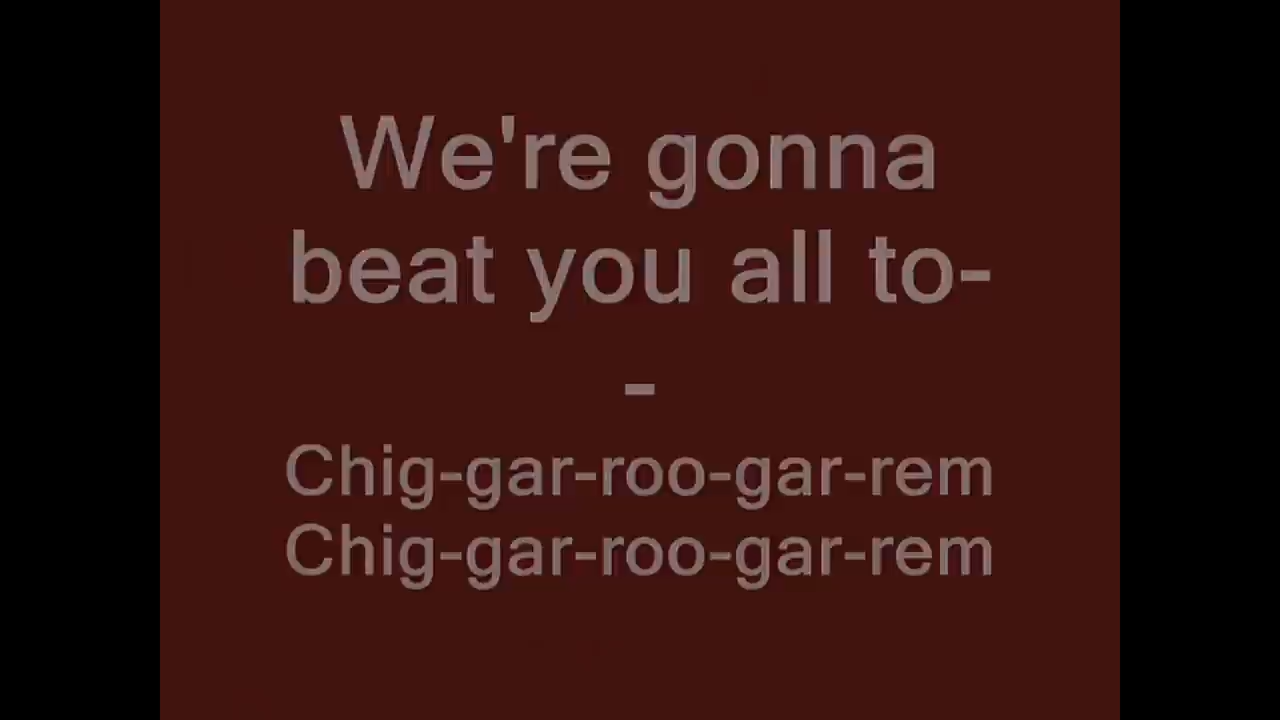 We're gonna
beat you all to-
-
Chig-gar-roo-gar-rem
Chig-gar-roo-gar-rem